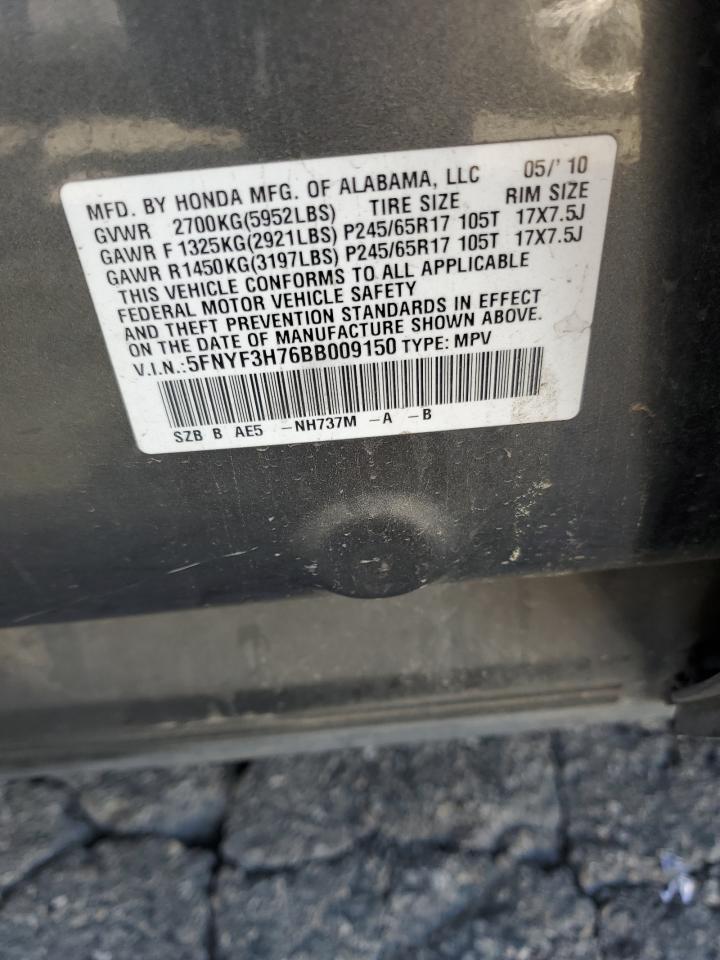 MFD. BY HONDA MFG. OF ALABAMA, LLC 05/'10
GVWR 2700KG(5952LBS) TIRE SIZE RIM SIZE
GAWR F1325KG(2921LBS) P245/65R17 105T 17X7.5J
GAWR R1450KG(3197LBS) P245/65R17 105T 17X7.5J
THIS VEHICLE CONFORMS TO ALL APPLICABLE
FEDERAL MOTOR VEHICLE SAFETY
AND THEFT PREVENTION STANDARDS IN EFFECT
ON THE DATE OF MANUFACTURE SHOWN ABOVE.
V.I.N.:5FNYF3H76BB009150 TYPE: MPV
SZB B AE5 -NH737M -A -B